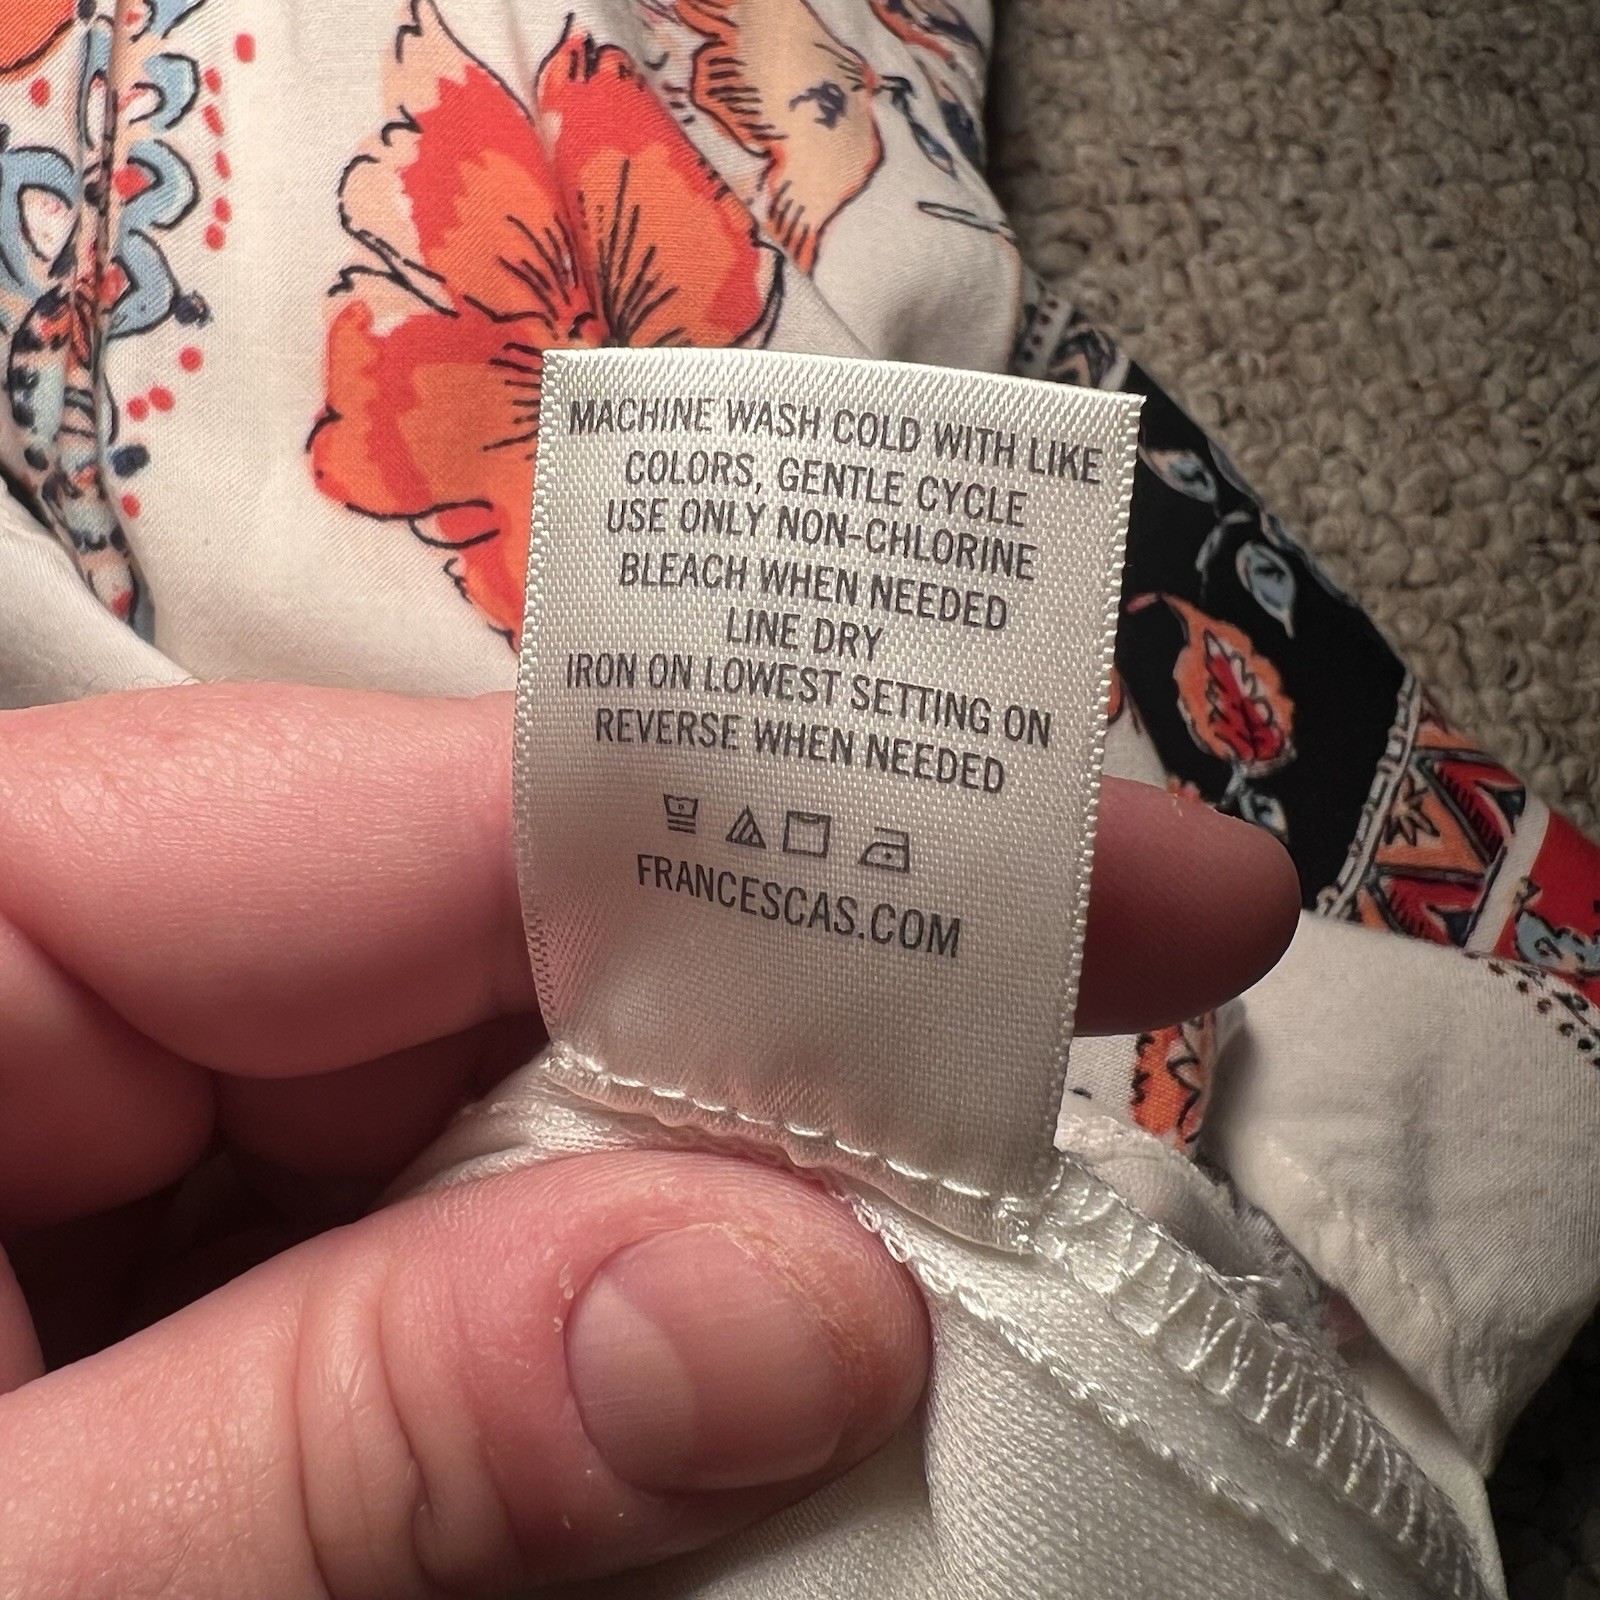 MACHINE WASH COLD WITH LIKE
COLORS, GENTLE CYCLE
USE ONLY NON-CHLORINE
BLEACH WHEN NEEDED
LINE DRY
IRON ON LOWEST SETTING ON
REVERSE WHEN NEEDED
FRANCESCAS.COM